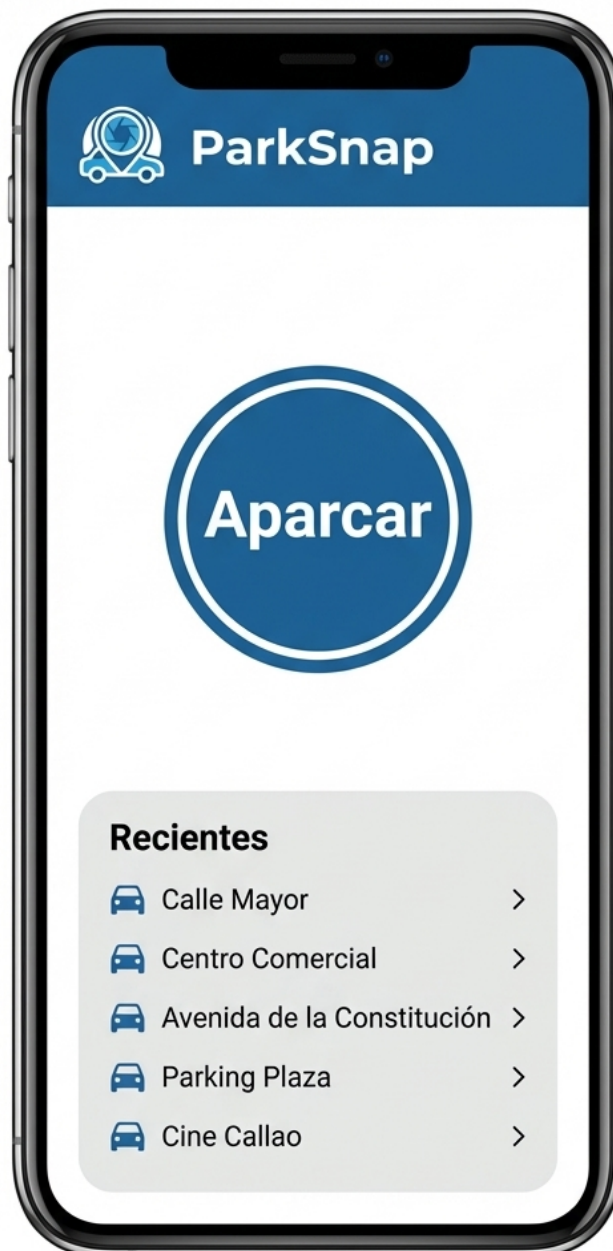 ParkSnap
Aparcar
Recientes
Calle Mayor
Centro Comercial
Avenida de la Constitución
Parking Plaza
Cine Callao